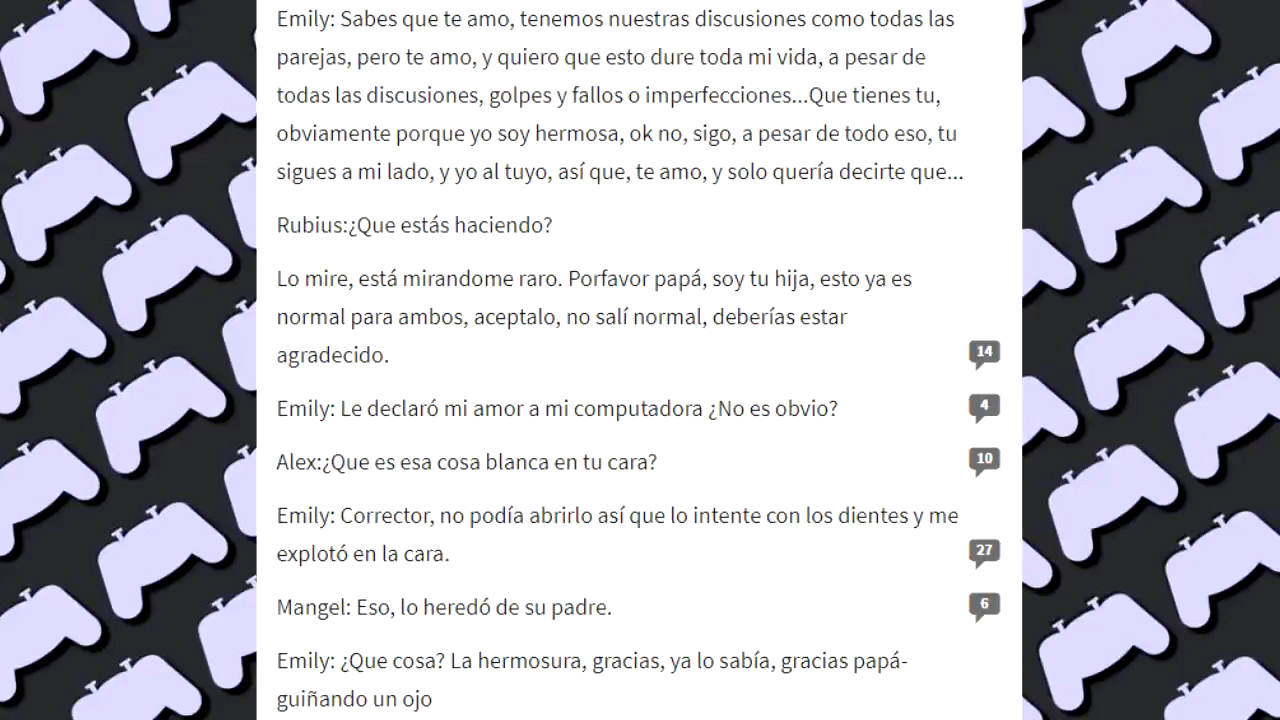 Emily: Sabes que te amo, tenemos nuestras discusiones como todas las
parejas, pero te amo, y quiero que esto dure toda mi vida, a pesar de
todas las discusiones, golpes y fallos o imperfecciones...Que tienes tu,
obviamente porque yo soy hermosa, ok no, sigo, a pesar de todo eso, tu
sigues a mi lado, y yo al tuyo, así que, te amo, y solo quería decirte que...
Rubius:¿Que estás haciendo?
Lo mire, está mirandome raro. Porfavor papá, soy tu hija, esto ya es
normal para ambos, aceptalo, no salí normal, deberías estar
agradecido. 14
Emily: Le declaró mi amor a mi computadora ¿No es obvio? 4
Alex:¿Que es esa cosa blanca en tu cara? 10
Emily: Corrector, no podía abrirlo así que lo intente con los dientes y me
explotó en la cara. 27
Mangel: Eso, lo heredó de su padre. 6
Emily: ¿Que cosa? La hermosura, gracias, ya lo sabía, gracias papá-
guiñando un ojo